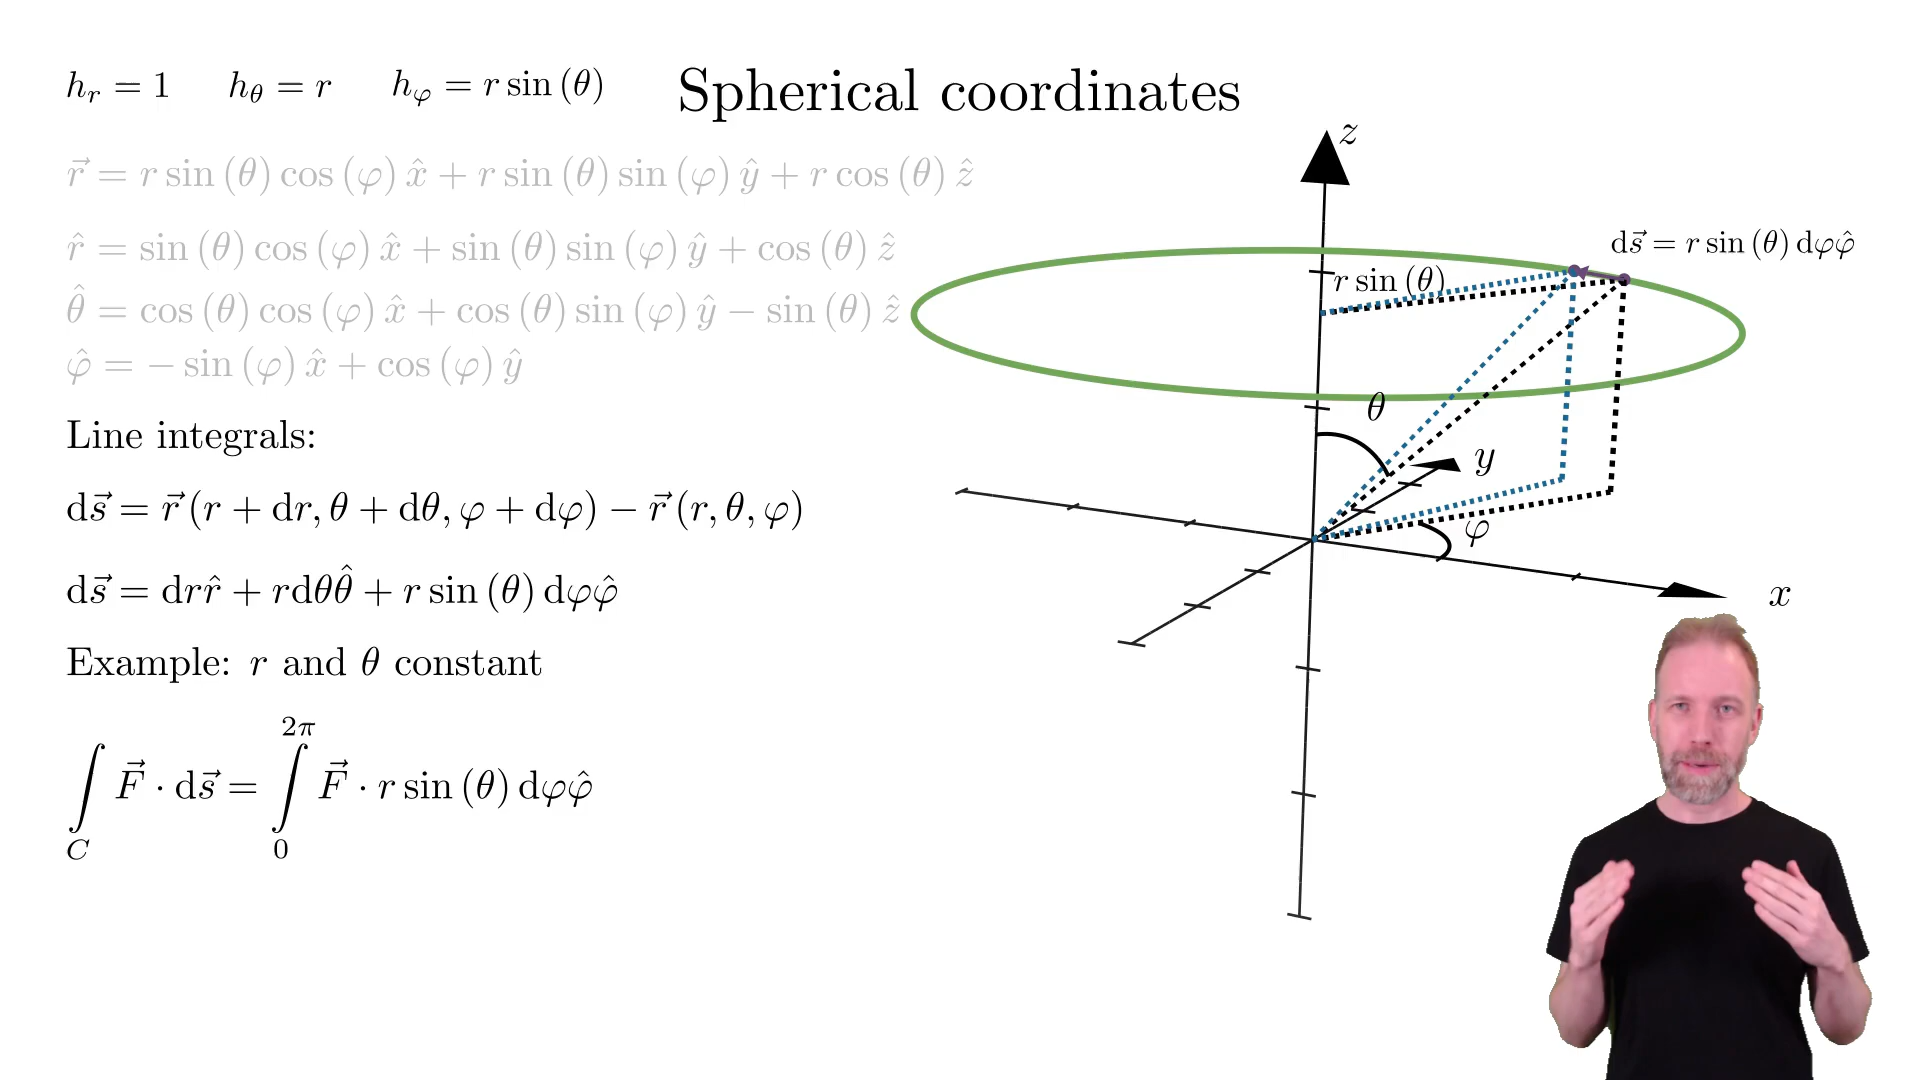 Spherical coordinates
h_r = 1 h_θ = r h_φ = r sin (θ)
r⃗ = r sin (θ) cos (φ) x̂ + r sin (θ) sin (φ) ŷ + r cos (θ) ẑ
r̂ = sin (θ) cos (φ) x̂ + sin (θ) sin (φ) ŷ + cos (θ) ẑ
θ̂ = cos (θ) cos (φ) x̂ + cos (θ) sin (φ) ŷ − sin (θ) ẑ
φ̂ = − sin (φ) x̂ + cos (φ) ŷ
Line integrals:
ds⃗ = r⃗ (r + dr, θ + dθ, φ + dφ) − r⃗ (r, θ, φ)
ds⃗ = drr̂ + rdθθ̂ + r sin (θ) dφφ̂
Example: r and θ constant
∫_C F⃗ · ds⃗ = ∫_0^{2π} F⃗ · r sin (θ) dφφ̂
z
ds⃗ = r sin (θ) dφφ̂
r sin (θ)
θ
y
φ
x